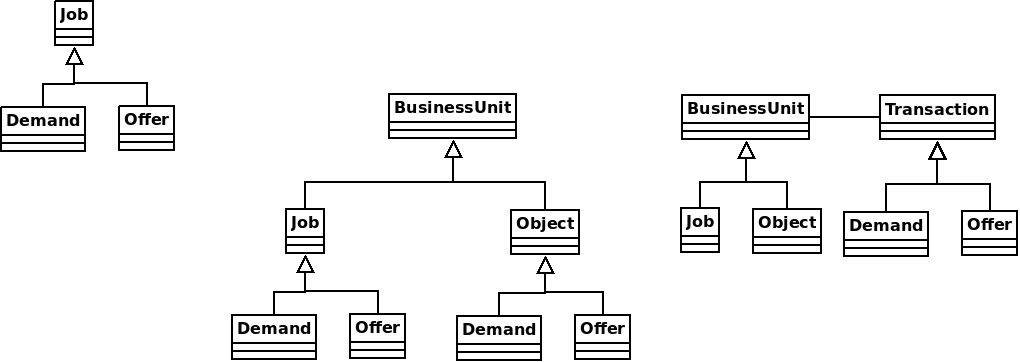 Job
Demand
Offer
BusinessUnit
Job
Object
Demand
Offer
Demand
Offer
BusinessUnit
Transaction
Job
Object
Demand
Offer